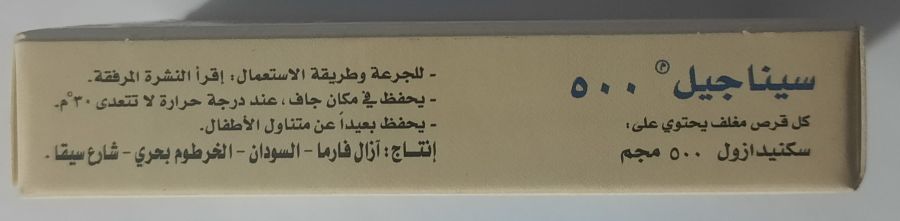 سيناجيل م ٥٠٠
كل قرص مغلف يحتوي على:
سكنيدازول ٥٠٠ مجم
- للجرعة وطريقة الاستعمال: إقرأ النشرة المرفقة.
- يحفظ في مكان جاف، عند درجة حرارة لا تتعدى ٣٠°م.
- يحفظ بعيداً عن متناول الأطفال.
إنتاج: آزال فارما - السودان - الخرطوم بحري - شارع سيقا.